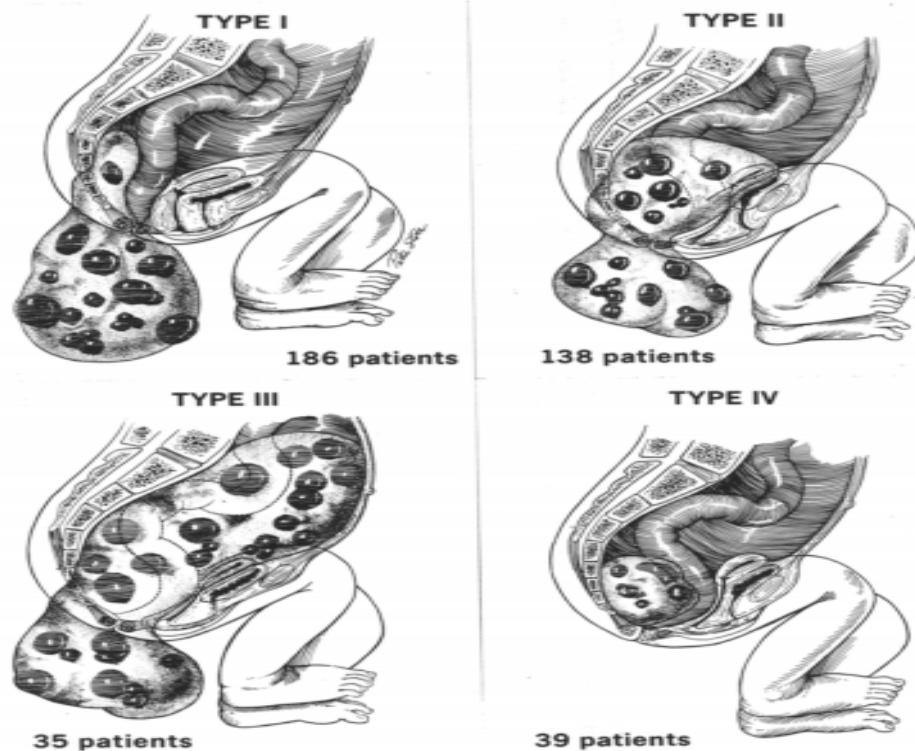 TYPE I
186 patients
TYPE II
138 patients
TYPE III
35 patients
TYPE IV
39 patients